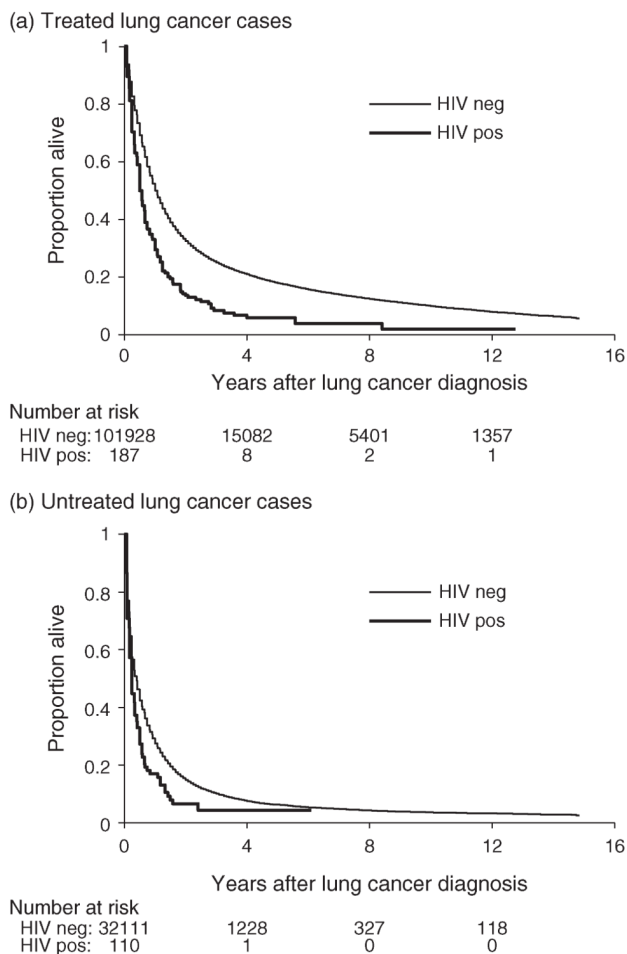 (a) Treated lung cancer cases
1
0.8
0.6
0.4
0.2
0
Proportion alive
HIV neg
HIV pos
0 4 8 12 16
Years after lung cancer diagnosis
Number at risk
HIV neg: 101928 15082 5401 1357
HIV pos: 187 8 2 1
(b) Untreated lung cancer cases
1
0.8
0.6
0.4
0.2
0
Proportion alive
HIV neg
HIV pos
0 4 8 12 16
Years after lung cancer diagnosis
Number at risk
HIV neg: 32111 1228 327 118
HIV pos: 110 1 0 0